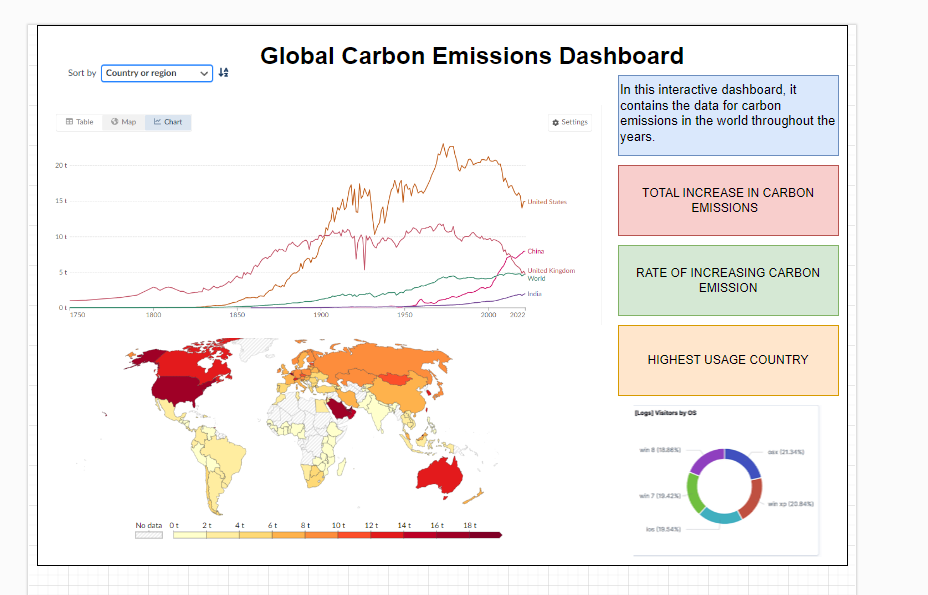 Global Carbon Emissions Dashboard
Sort by
Country or region
In this interactive dashboard, it
contains the data for carbon
emissions in the world throughout the
years.
Table
Map
Chart
Settings
20 t
15 t
10 t
5 t
0 t
United States
China
United Kingdom
World
India
1750
1800
1850
1900
1950
2000
2022
TOTAL INCREASE IN CARBON
EMISSIONS
RATE OF INCREASING CARBON
EMISSION
HIGHEST USAGE COUNTRY
[Logs] Visitors by OS
win 8 (18.86%)
osx (21.34%)
win 7 (19.42%)
win xp (20.84%)
ios (19.54%)
No data
0 t
2 t
4 t
6 t
8 t
10 t
12 t
14 t
16 t
18 t